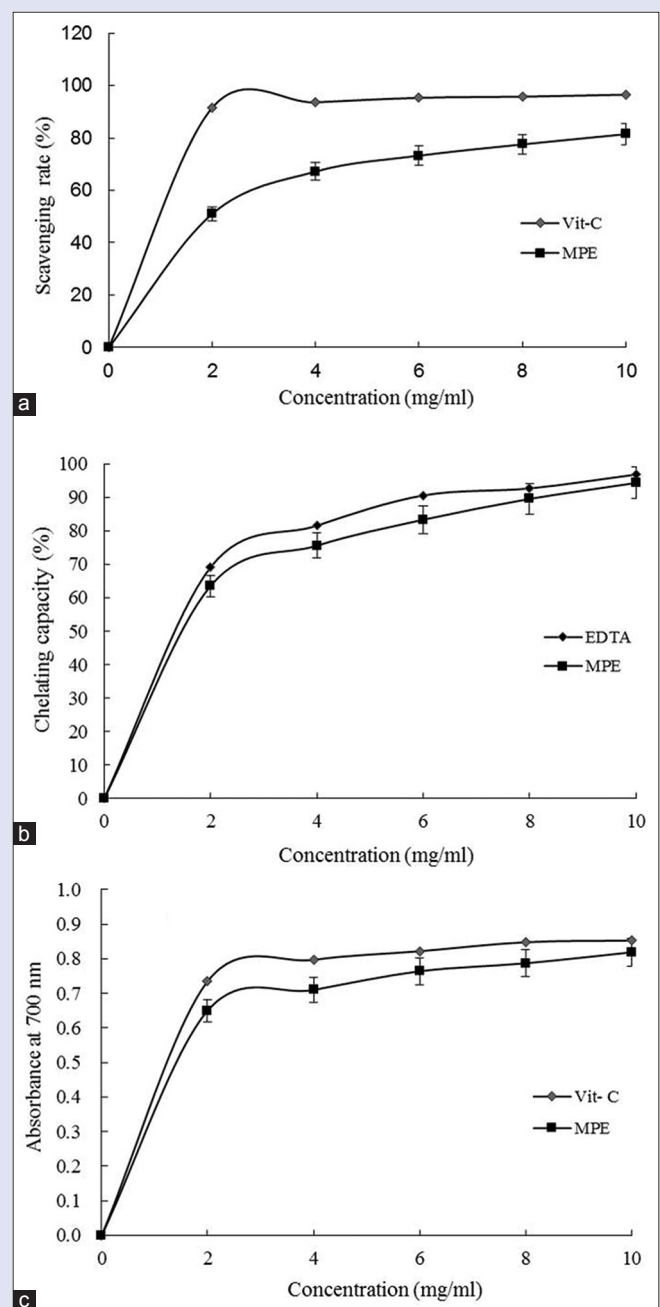 120
100
80
60
40
20
0
Scavenging rate (%)
Vit-C
MPE
0 2 4 6 8 10
Concentration (mg/ml)
a
100
90
80
70
60
50
40
30
20
10
0
Chelating capacity (%)
EDTA
MPE
0 2 4 6 8 10
Concentration (mg/ml)
b
1.0
0.9
0.8
0.7
0.6
0.5
0.4
0.3
0.2
0.1
0.0
Absorbance at 700 nm
Vit- C
MPE
0 2 4 6 8 10
Concentration (mg/ml)
c